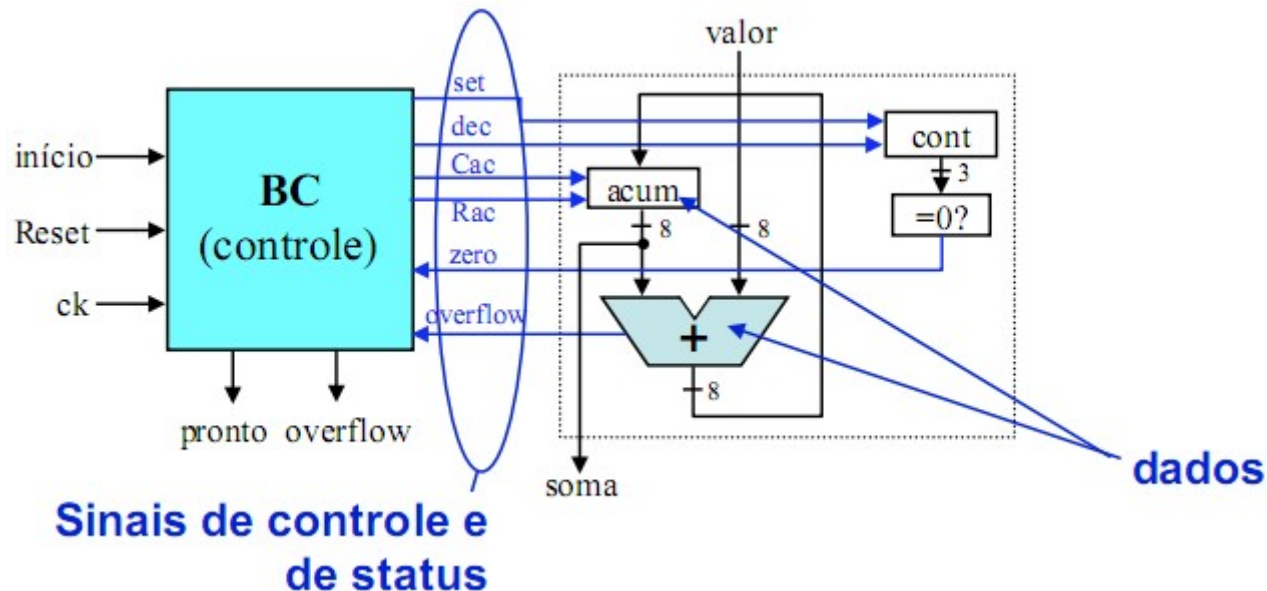 valor
set
dec
cont
início
Cac
3
BC
acum
=0?
Rac
Reset
(controle)
8
8
zero
ck
overflow
+
8
pronto
overflow
soma
dados
Sinais de controle e
de status